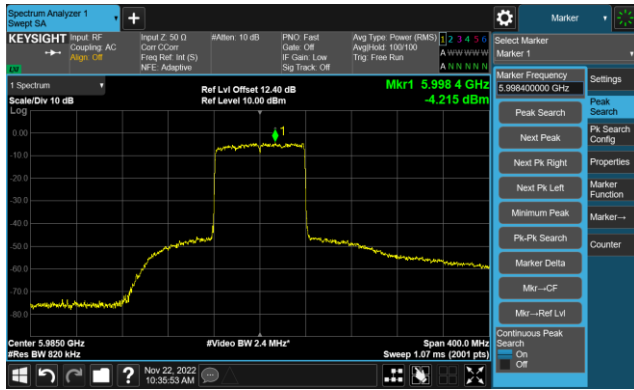 Spectrum Analyzer 1
Swept SA
+
Marker
KEYSIGHT
Input: RF
Coupling: AC
Align: Off
Input Z: 50 Ω
Corr CCorr
Freq Ref: Int (S)
NFE: Adaptive
#Atten: 10 dB
PNO: Fast
Gate: Off
IF Gain: Low
Sig Track: Off
Avg Type: Power (RMS)
Avg|Hold: 100/100
Trig: Free Run
1 2 3 4 5 6
A W W W W W
A N N N N N
Select Marker
Marker 1
LXI
1 Spectrum
Scale/Div 10 dB
Log
Ref Lvl Offset 12.40 dB
Ref Level 10.00 dBm
Mkr1 5.998 4 GHz
-4.215 dBm
1
0.00
-10.0
-20.0
-30.0
-40.0
-50.0
-60.0
-70.0
-80.0
Center 5.9850 GHz
#Res BW 820 kHz
#Video BW 2.4 MHz*
Span 400.0 MHz
Sweep 1.07 ms (2001 pts)
Marker Frequency
5.998400000 GHz
Peak Search
Next Peak
Next Pk Right
Next Pk Left
Minimum Peak
Pk-Pk Search
Marker Delta
Mkr→CF
Mkr→Ref Lvl
Continuous Peak
Search
On
Off
Settings
Peak
Search
Pk Search
Config
Properties
Marker
Function
Marker→
Counter
?
Nov 22, 2022
10:35:53 AM